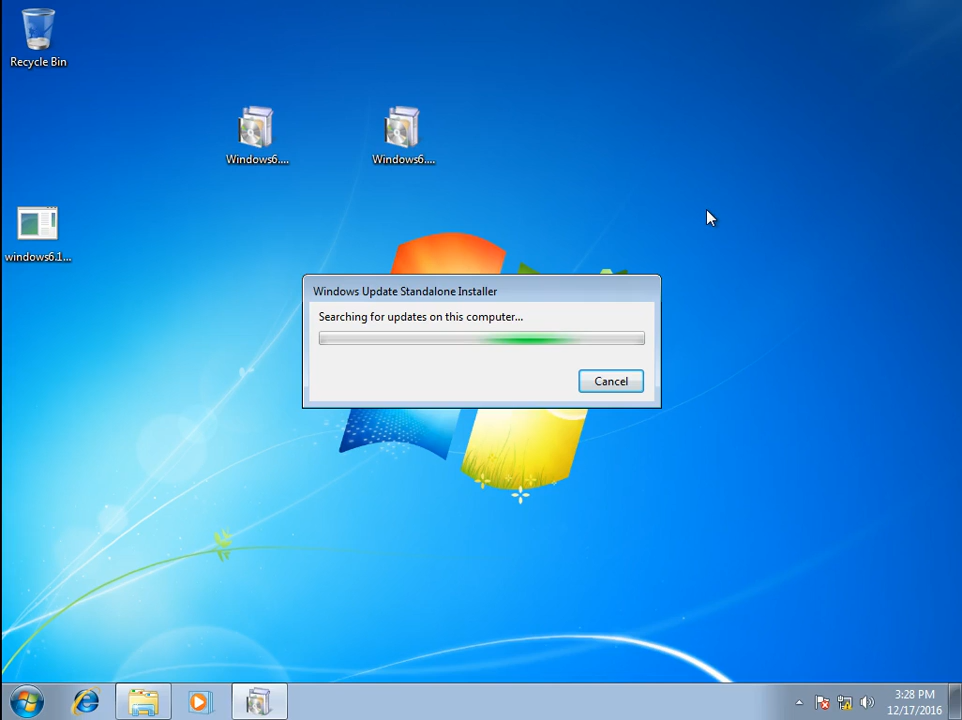 Recycle Bin
Windows6....
Windows6....
windows6.1...
Windows Update Standalone Installer
Searching for updates on this computer...
Cancel
3:28 PM
12/17/2016